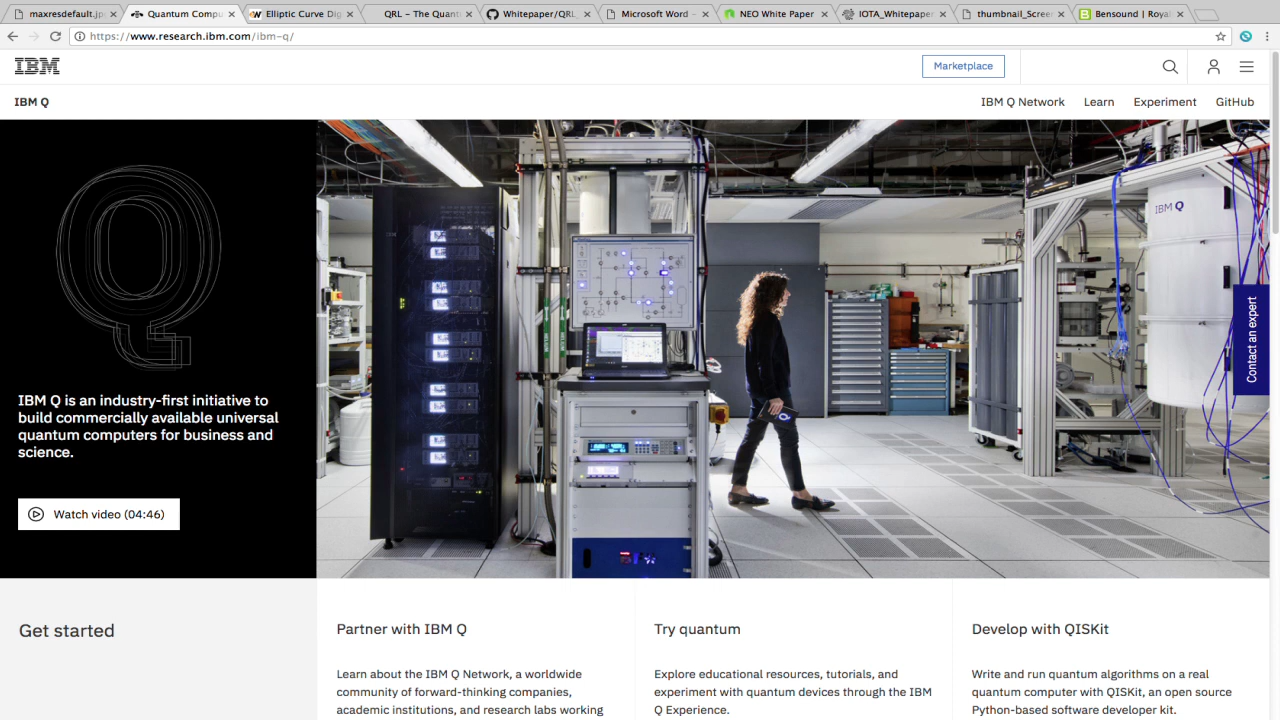 maxresdefault.jp
Quantum Compu
Elliptic Curve Dig
QRL – The Quant
Whitepaper/QRL
Microsoft Word –
NEO White Paper
IOTA_Whitepaper
thumbnail_Screen
Bensound | Roya
https://www.research.ibm.com/ibm-q/
IBM
Marketplace
IBM Q
IBM Q Network
Learn
Experiment
GitHub
Q
IBM Q
Contact an expert
IBM Q is an industry-first initiative to
build commercially available universal
quantum computers for business and
science.
Watch video (04:46)
Get started
Partner with IBM Q
Learn about the IBM Q Network, a worldwide
community of forward-thinking companies,
academic institutions, and research labs working
Try quantum
Explore educational resources, tutorials, and
experiment with quantum devices through the IBM
Q Experience.
Develop with QISKit
Write and run quantum algorithms on a real
quantum computer with QISKit, an open source
Python-based software developer kit.